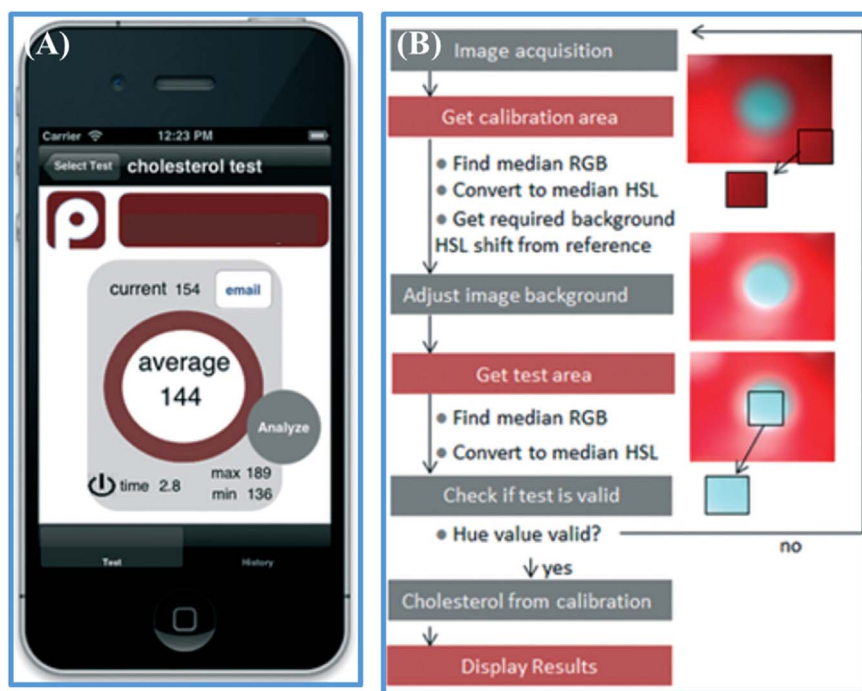 (A)
Carrier 12:23 PM
Select Test cholesterol test
p
current 154 email
average
144
Analyze
time 2.8 max 189
min 136
Test History
(B)
Image acquisition
Get calibration area
• Find median RGB
• Convert to median HSL
• Get required background
HSL shift from reference
Adjust image background
Get test area
• Find median RGB
• Convert to median HSL
Check if test is valid
• Hue value valid?
no
yes
Cholesterol from calibration
Display Results